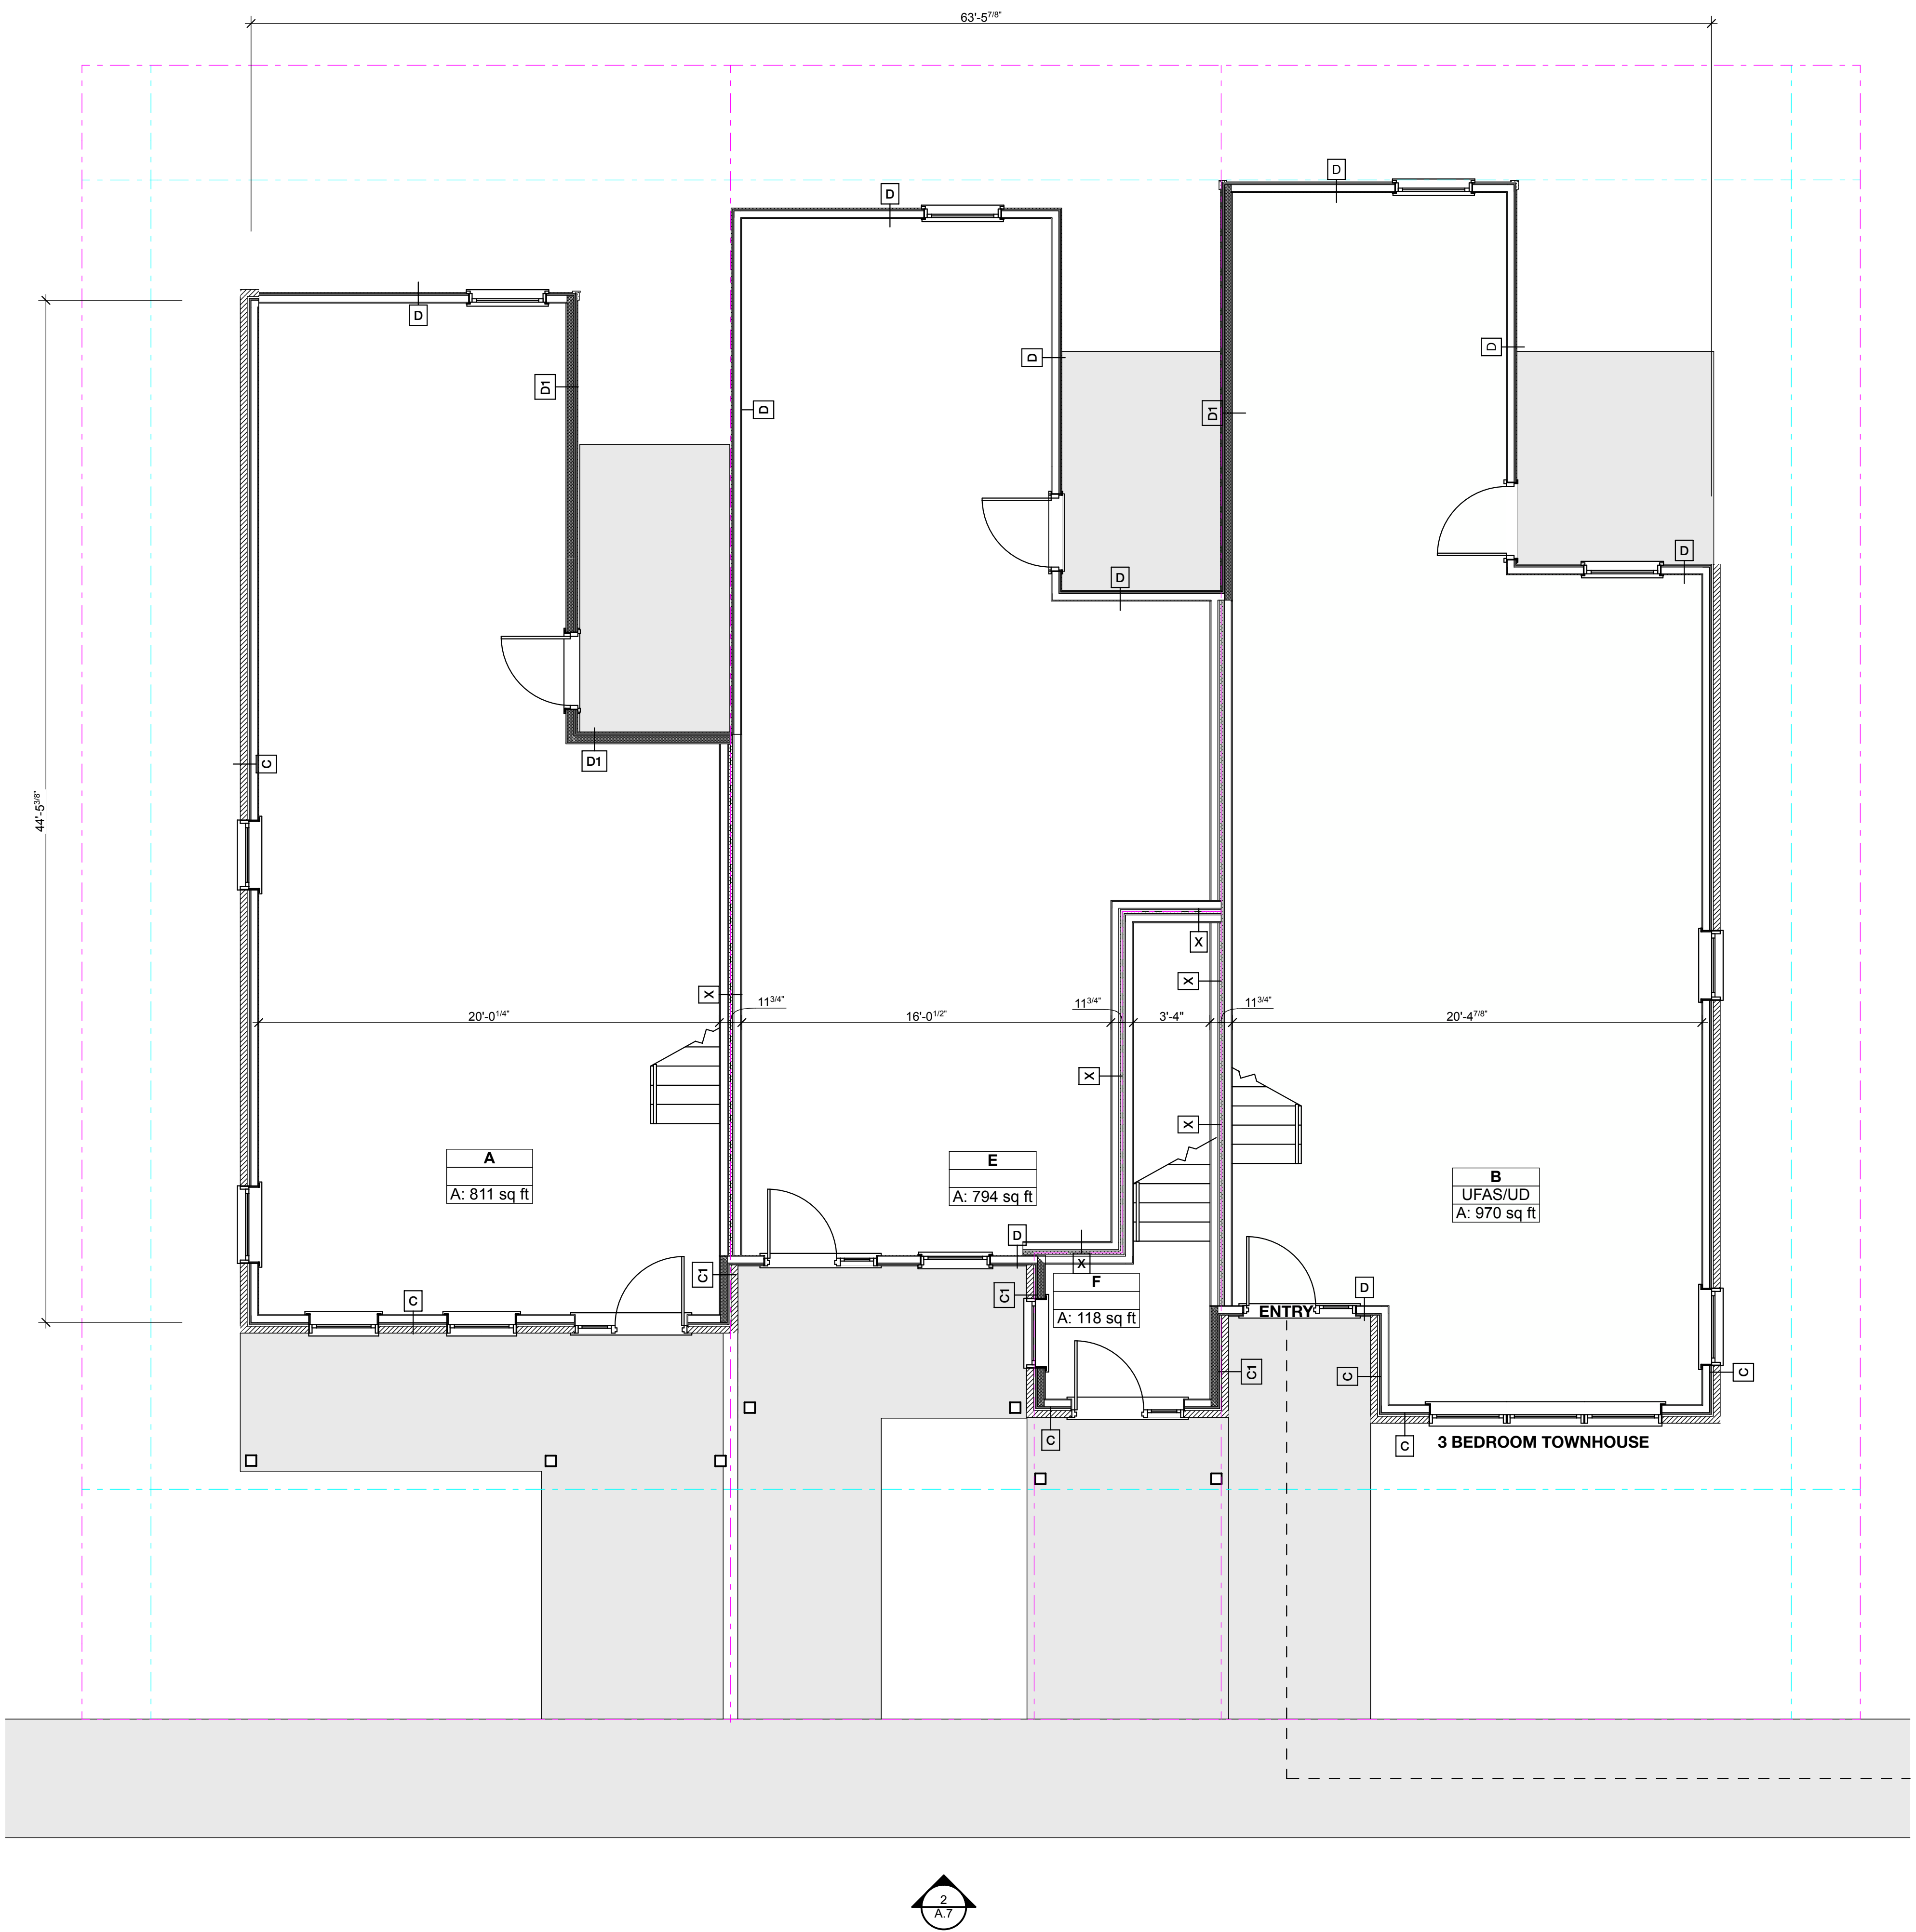 63'-5 7/8"
D
D
D
D
D
D
D1
D
D1
D
D
44'-5 3/8"
C
D1
X
X
X
11 3/4"
11 3/4"
11 3/4"
20'-0 1/4"
16'-0 1/2"
3'-4"
20'-4 7/8"
X
X
A
A: 811 sq ft
E
A: 794 sq ft
B
UFAS/UD
A: 970 sq ft
D
X
C1
F
A: 118 sq ft
C
C1
ENTRY
D
C1
C
C
C
C
3 BEDROOM TOWNHOUSE
2
A.7